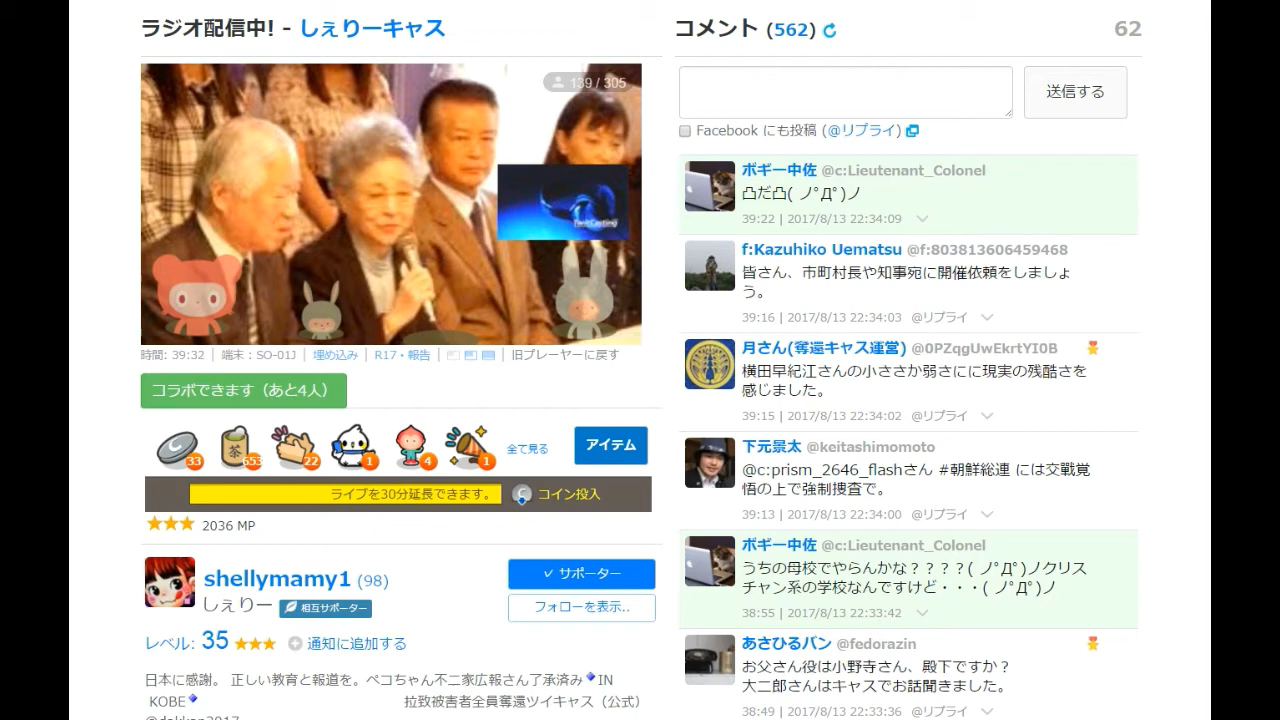 ラジオ配信中! - しぇりーキャス
139 / 305
TwitCasting
時間: 39:32 | 端末：SO-01J | 埋め込み | R17・報告 | | 旧プレーヤーに戻す
コラボできます（あと4人）
茶
33
653
22
1
4
1
全て見る
アイテム
ライブを30分延長できます。
C コイン投入
2036 MP
shellymamy1 (98)
✓ サポーター
しぇりー
相互サポーター
フォローを表示..
レベル: 35
通知に追加する
日本に感謝。 正しい教育と報道を。ペコちゃん不二家広報さん了承済み IN
KOBE 拉致被害者全員奪還ツイキャス（公式）
コメント (562)
62
送信する
Facebook にも投稿 (@リプライ)
ボギー中佐 @c:Lieutenant_Colonel
凸だ凸( ﾉﾟДﾟ)ノ
39:22 | 2017/8/13 22:34:09
f:Kazuhiko Uematsu @f:803813606459468
皆さん、市町村長や知事宛に開催依頼をしましょ
う。
39:16 | 2017/8/13 22:34:03 @リプライ
月さん(奪還キャス運営) @0PZqgUwEkrtYI0B
横田早紀江さんの小ささか弱さにに現実の残酷さを
感じました。
39:15 | 2017/8/13 22:34:02 @リプライ
下元景太 @keitashimomoto
@c:prism_2646_flashさん #朝鮮総連 には交戦覚
悟の上で強制捜査で。
39:13 | 2017/8/13 22:34:00 @リプライ
ボギー中佐 @c:Lieutenant_Colonel
うちの母校でやらんかな？？？？( ﾉﾟДﾟ)ノクリス
チャン系の学校なんですけど・・・( ﾉﾟДﾟ)ノ
38:55 | 2017/8/13 22:33:42
あさひるバン @fedorazin
お父さん役は小野寺さん、殿下ですか？
大二郎さんはキャスでお話聞きました。
38:49 | 2017/8/13 22:33:36 @リプライ